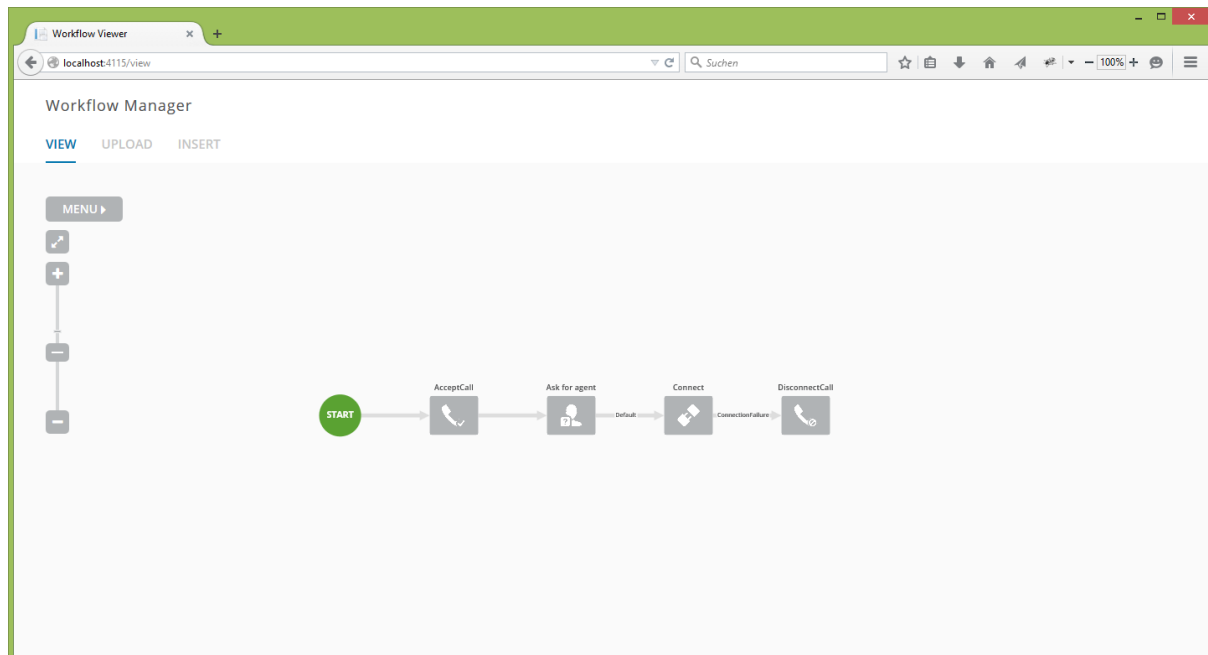 Workflow Viewer
localhost:4115/view
Suchen
100%
Workflow Manager
VIEW UPLOAD INSERT
MENU
AcceptCall Ask for agent Connect DisconnectCall
START Default ConnectionFailure